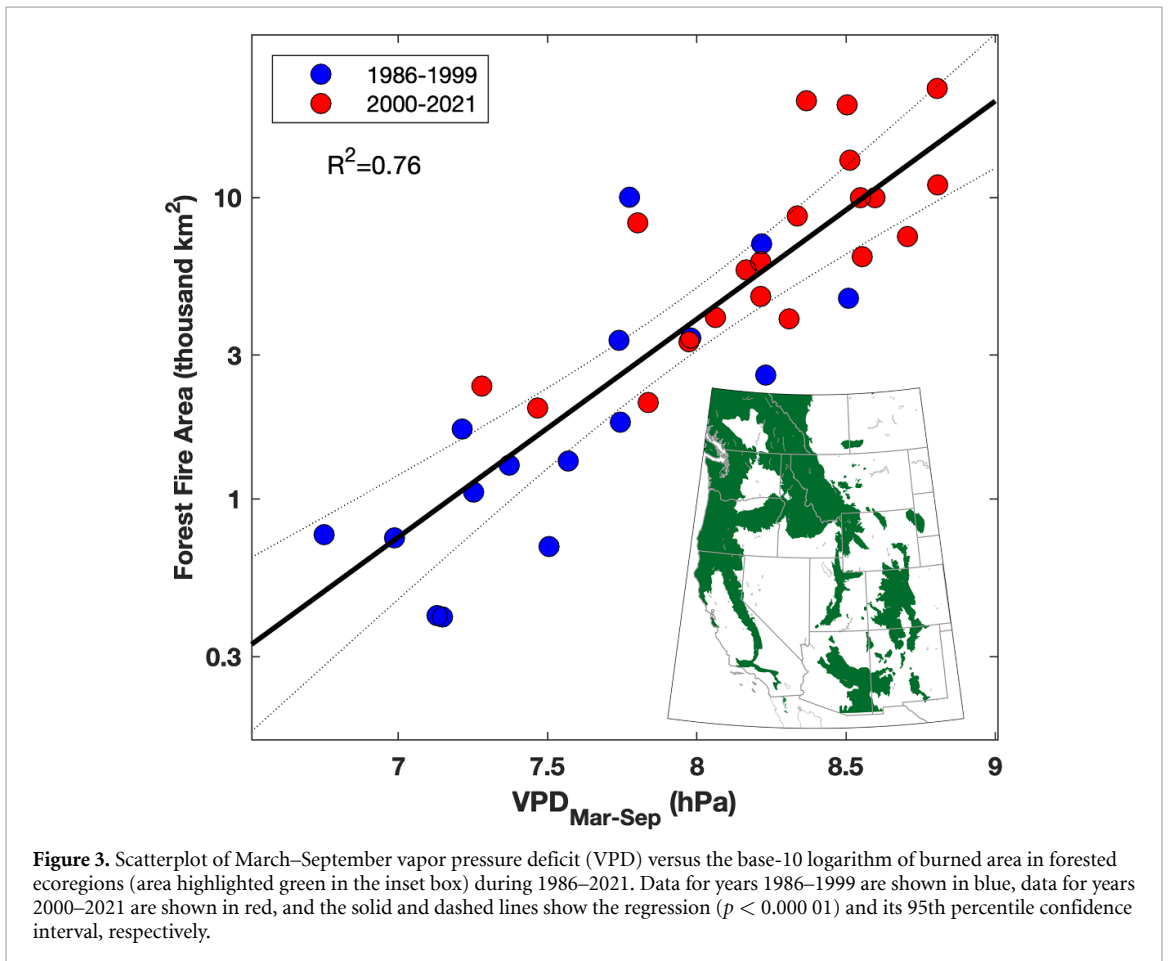 1986-1999
2000-2021
R²=0.76
Forest Fire Area (thousand km²)
10
3
1
0.3
7
7.5
8
8.5
9
VPD_Mar-Sep (hPa)
Figure 3. Scatterplot of March–September vapor pressure deficit (VPD) versus the base-10 logarithm of burned area in forested
ecoregions (area highlighted green in the inset box) during 1986–2021. Data for years 1986–1999 are shown in blue, data for years
2000–2021 are shown in red, and the solid and dashed lines show the regression (p < 0.000 01) and its 95th percentile confidence
interval, respectively.